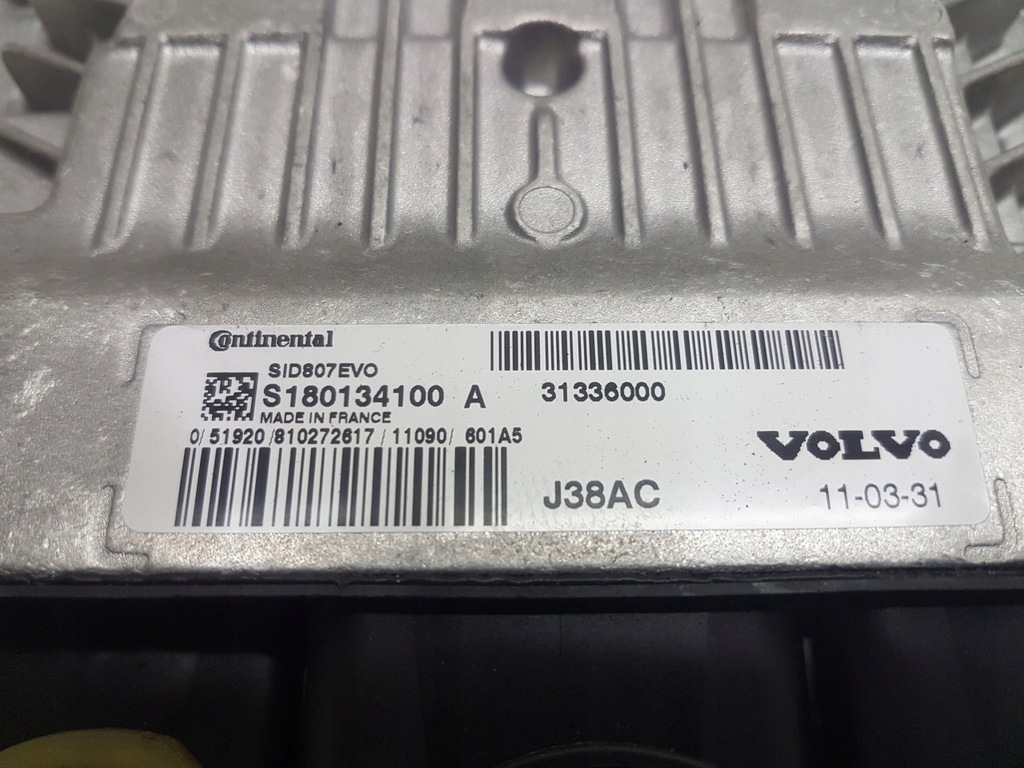 Continental
SID807EVO
S180134100 A 31336000
MADE IN FRANCE
0/ 51920 /810272617 / 11090/ 601A5
VOLVO
J38AC 11-03-31